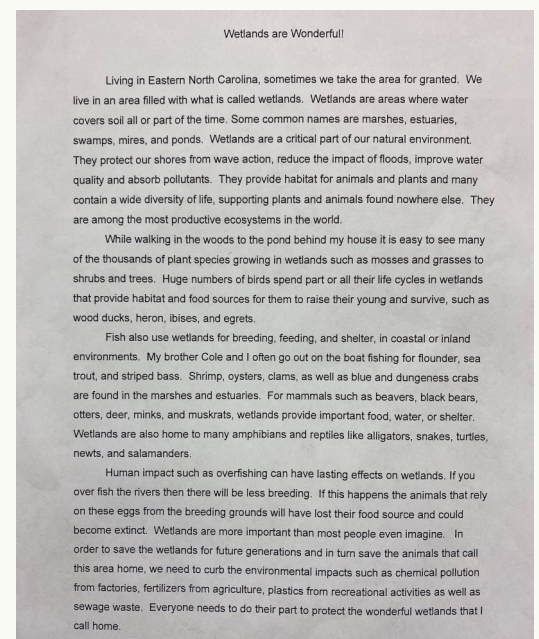 Wetlands are Wonderful!
Living in Eastern North Carolina, sometimes we take the area for granted. We
live in an area filled with what is called wetlands. Wetlands are areas where water
covers soil all or part of the time. Some common names are marshes, estuaries,
swamps, mires, and ponds. Wetlands are a critical part of our natural environment.
They protect our shores from wave action, reduce the impact of floods, improve water
quality and absorb pollutants. They provide habitat for animals and plants and many
contain a wide diversity of life, supporting plants and animals found nowhere else. They
are among the most productive ecosystems in the world.
While walking in the woods to the pond behind my house it is easy to see many
of the thousands of plant species growing in wetlands such as mosses and grasses to
shrubs and trees. Huge numbers of birds spend part or all their life cycles in wetlands
that provide habitat and food sources for them to raise their young and survive, such as
wood ducks, heron, ibises, and egrets.
Fish also use wetlands for breeding, feeding, and shelter, in coastal or inland
environments. My brother Cole and I often go out on the boat fishing for flounder, sea
trout, and striped bass. Shrimp, oysters, clams, as well as blue and dungeness crabs
are found in the marshes and estuaries. For mammals such as beavers, black bears,
otters, deer, minks, and muskrats, wetlands provide important food, water, or shelter.
Wetlands are also home to many amphibians and reptiles like alligators, snakes, turtles,
newts, and salamanders.
Human impact such as overfishing can have lasting effects on wetlands. If you
over fish the rivers then there will be less breeding. If this happens the animals that rely
on these eggs from the breeding grounds will have lost their food source and could
become extinct. Wetlands are more important than most people even imagine. In
order to save the wetlands for future generations and in turn save the animals that call
this area home, we need to curb the environmental impacts such as chemical pollution
from factories, fertilizers from agriculture, plastics from recreational activities as well as
sewage waste. Everyone needs to do their part to protect the wonderful wetlands that I
call home.